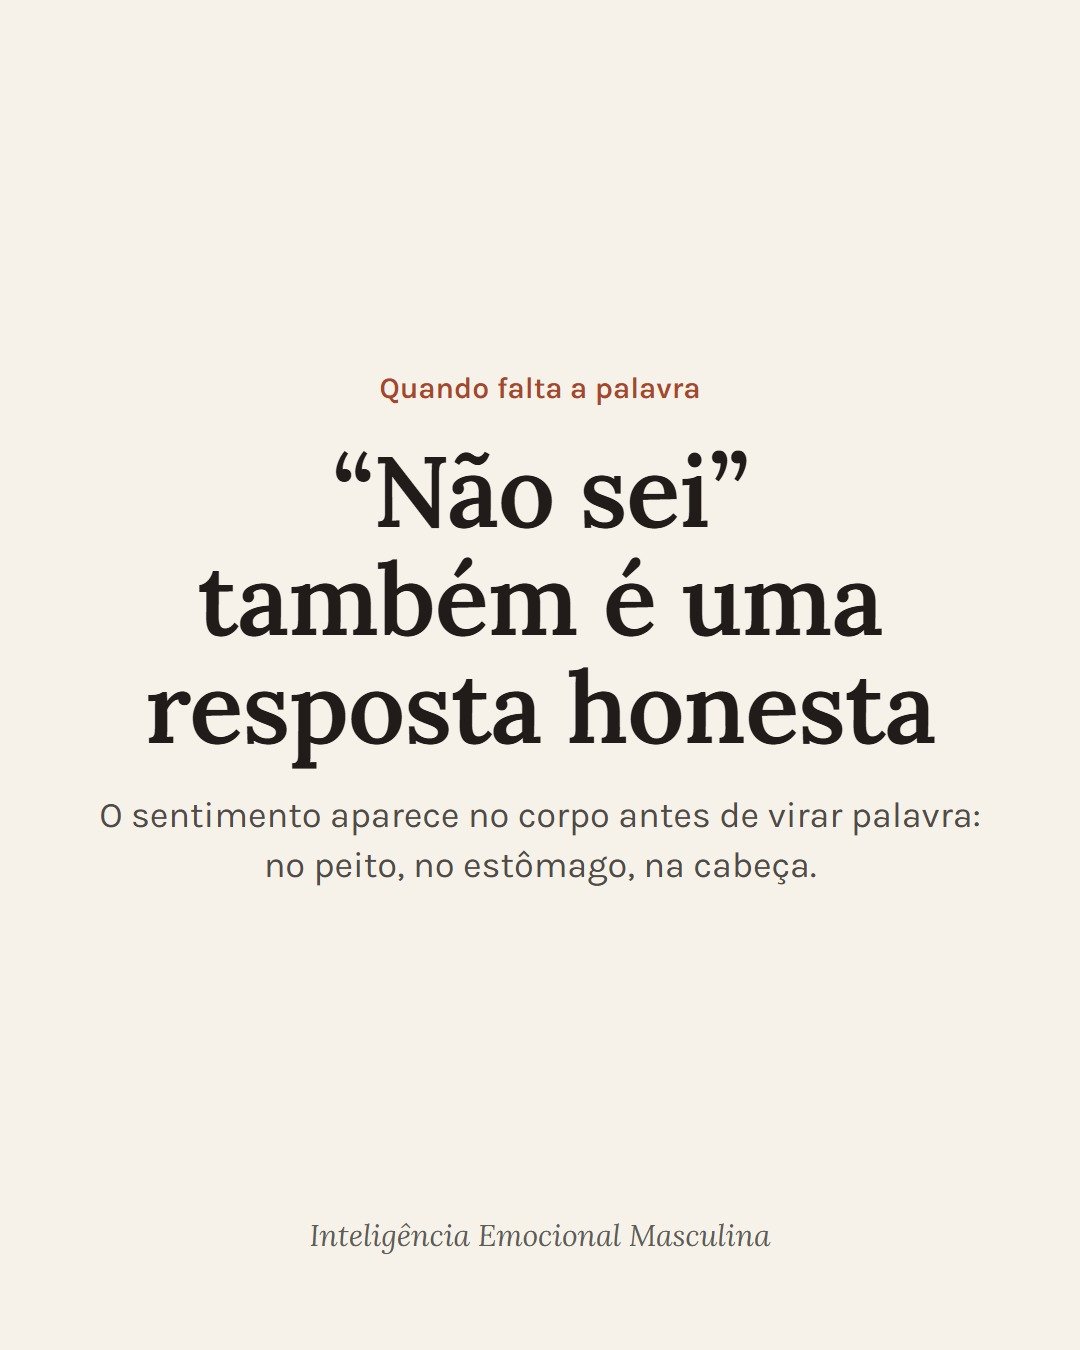 Quando falta a palavra
“Não sei”
também é uma
resposta honesta
O sentimento aparece no corpo antes de virar palavra:
no peito, no estômago, na cabeça.
Inteligência Emocional Masculina